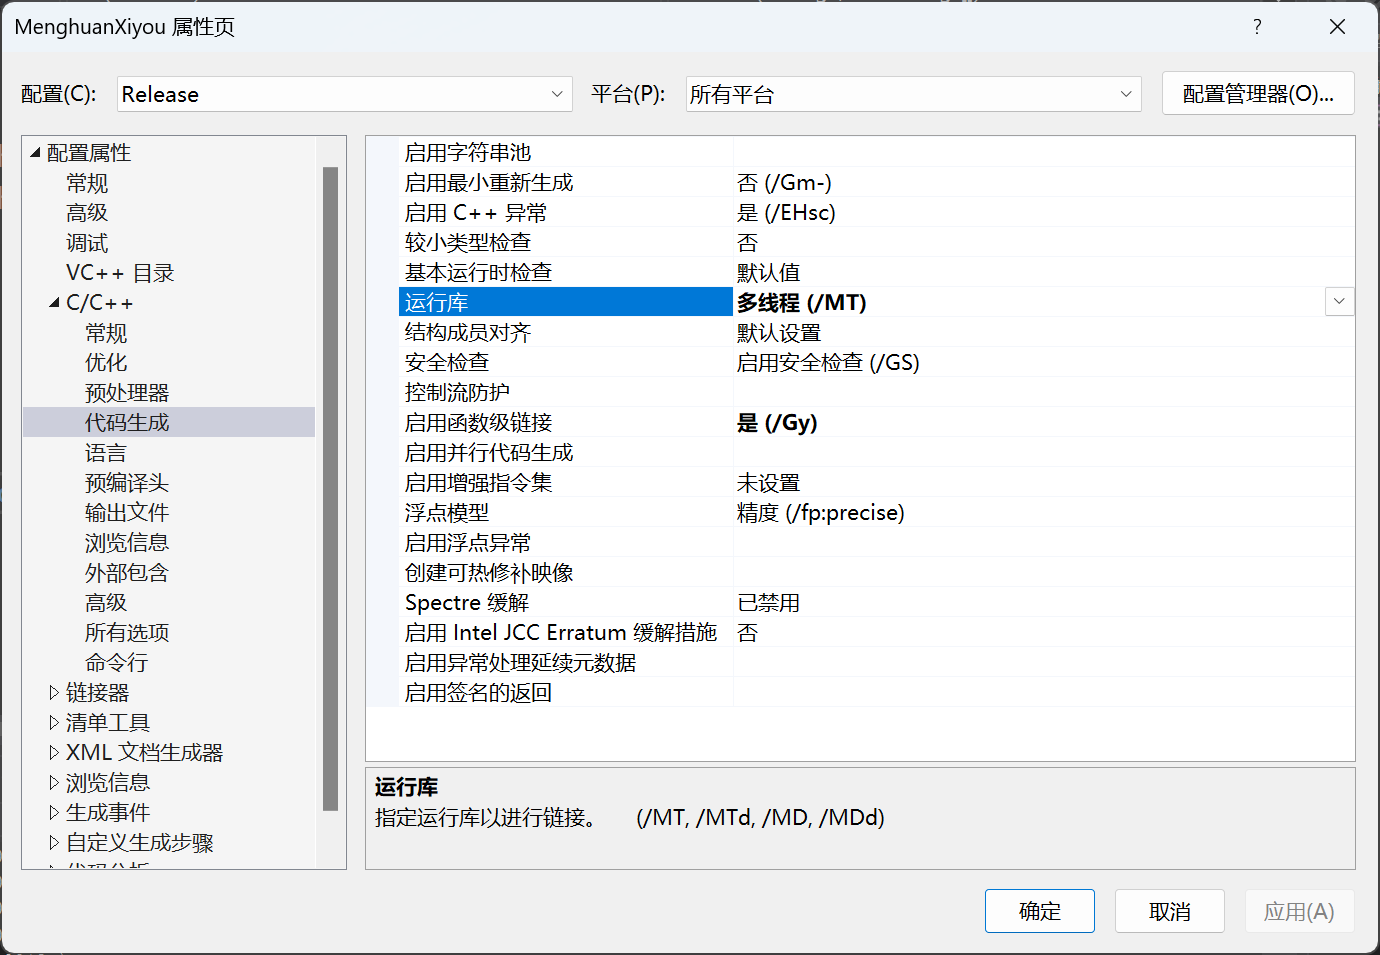 MenghuanXiyou 属性页
?
配置(C):
Release
平台(P):
所有平台
配置管理器(O)...
配置属性
常规
高级
调试
VC++ 目录
C/C++
常规
优化
预处理器
代码生成
语言
预编译头
输出文件
浏览信息
外部包含
高级
所有选项
命令行
链接器
清单工具
XML 文档生成器
浏览信息
生成事件
自定义生成步骤
代码分析
启用字符串池
启用最小重新生成 否 (/Gm-)
启用 C++ 异常 是 (/EHsc)
较小类型检查 否
基本运行时检查 默认值
运行库 多线程 (/MT)
结构成员对齐 默认设置
安全检查 启用安全检查 (/GS)
控制流防护
启用函数级链接 是 (/Gy)
启用并行代码生成
启用增强指令集 未设置
浮点模型 精度 (/fp:precise)
启用浮点异常
创建可热修补映像
Spectre 缓解 已禁用
启用 Intel JCC Erratum 缓解措施 否
启用异常处理延续元数据
启用签名的返回
运行库
指定运行库以进行链接。 (/MT, /MTd, /MD, /MDd)
确定
取消
应用(A)